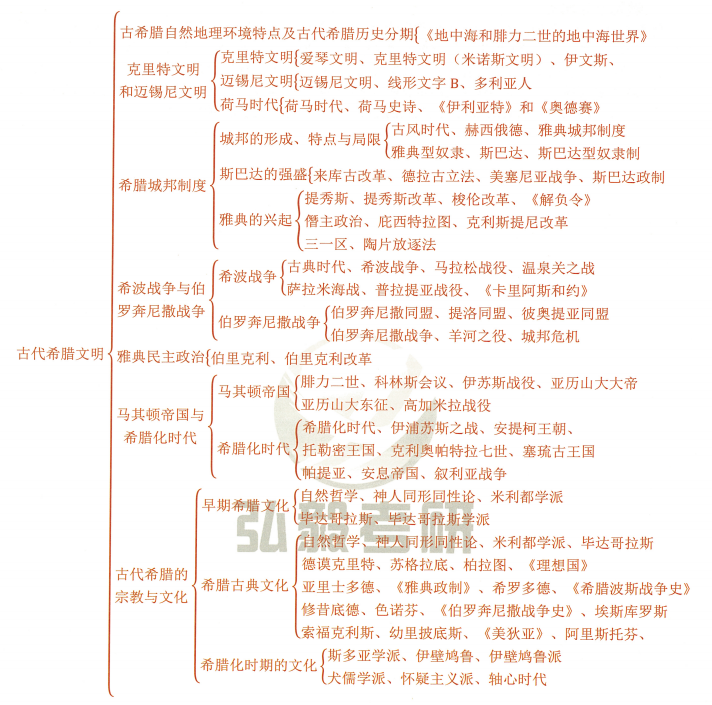 古希腊自然地理环境特点及古代希腊历史分期{《地中海和腓力二世的地中海世界》
克里特文明{爱琴文明、克里特文明（米诺斯文明）、伊文斯、
克里特文明
和迈锡尼文明
迈锡尼文明{迈锡尼文明、线形文字 B、多利亚人
荷马时代{荷马时代、荷马史诗、《伊利亚特》和《奥德赛》
城邦的形成、特点与局限
古风时代、赫西俄德、雅典城邦制度
雅典型奴隶、斯巴达、斯巴达型奴隶制
希腊城邦制度
斯巴达的强盛{来库古改革、德拉古立法、美塞尼亚战争、斯巴达政制
雅典的兴起
提秀斯、提秀斯改革、梭伦改革、《解负令》
僭主政治、庇西特拉图、克利斯提尼改革
三一区、陶片放逐法
希波战争与伯
罗奔尼撒战争
希波战争
古典时代、希波战争、马拉松战役、温泉关之战
萨拉米海战、普拉提亚战役、《卡里阿斯和约》
伯罗奔尼撒战争
伯罗奔尼撒同盟、提洛同盟、彼奥提亚同盟
伯罗奔尼撒战争、羊河之役、城邦危机
古代希腊文明
雅典民主政治{伯里克利、伯里克利改革
马其顿帝国与
希腊化时代
马其顿帝国
腓力二世、科林斯会议、伊苏斯战役、亚历山大大帝
亚历山大东征、高加米拉战役
希腊化时代
希腊化时代、伊浦苏斯之战、安提柯王朝、
托勒密王国、克利奥帕特拉七世、塞琉古王国
帕提亚、安息帝国、叙利亚战争
古代希腊的
宗教与文化
早期希腊文化
自然哲学、神人同形同性论、米利都学派
毕达哥拉斯、毕达哥拉斯学派
希腊古典文化
自然哲学、神人同形同性论、米利都学派、毕达哥拉斯
德谟克里特、苏格拉底、柏拉图、《理想国》
亚里士多德、《雅典政制》、希罗多德、《希腊波斯战争史》
修昔底德、色诺芬、《伯罗奔尼撒战争史》、埃斯库罗斯
索福克利斯、幼里披底斯、《美狄亚》、阿里斯托芬、
希腊化时期的文化
斯多亚学派、伊壁鸠鲁、伊壁鸠鲁派
犬儒学派、怀疑主义派、轴心时代
弘毅考研